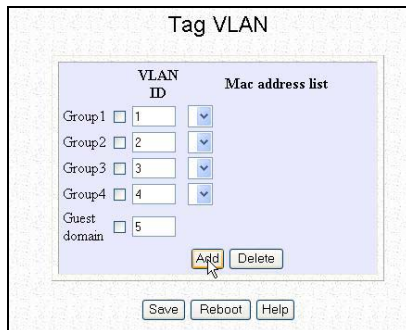 Tag VLAN
VLAN ID Mac address list
Group1 1
Group2 2
Group3 3
Group4 4
Guest domain 5
Add Delete
Save Reboot Help